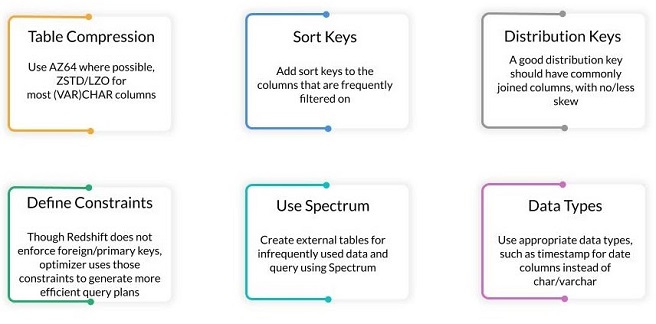 Table Compression
Use AZ64 where possible,
ZSTD/LZO for
most (VAR)CHAR columns
Sort Keys
Add sort keys to the
columns that are frequently
filtered on
Distribution Keys
A good distribution key
should have commonly
joined columns, with no/less
skew
Define Constraints
Though Redshift does not
enforce foreign/primary keys,
optimizer uses those
constraints to generate more
efficient query plans
Use Spectrum
Create external tables for
infrequently used data and
query using Spectrum
Data Types
Use appropriate data types,
such as timestamp for date
columns instead of
char/varchar